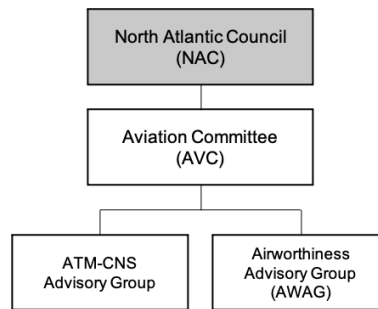 North Atlantic Council
(NAC)
Aviation Committee
(AVC)
ATM-CNS
Advisory Group
Airworthiness
Advisory Group
(AWAG)